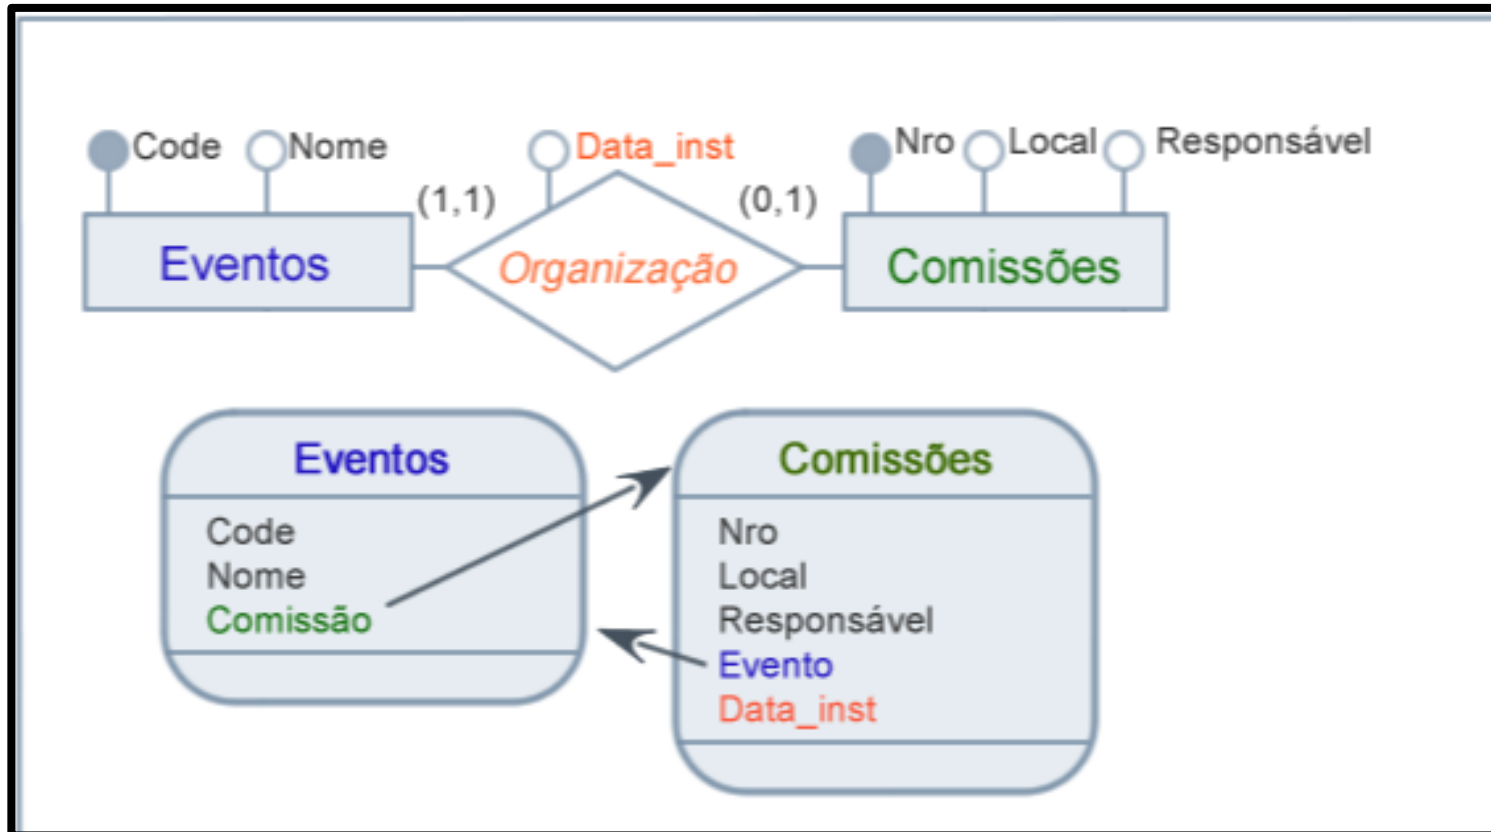 Code Nome Data_inst Nro Local Responsável
(1,1) (0,1)
Eventos Organização Comissões
Eventos
Code
Nome
Comissão
Comissões
Nro
Local
Responsável
Evento
Data_inst